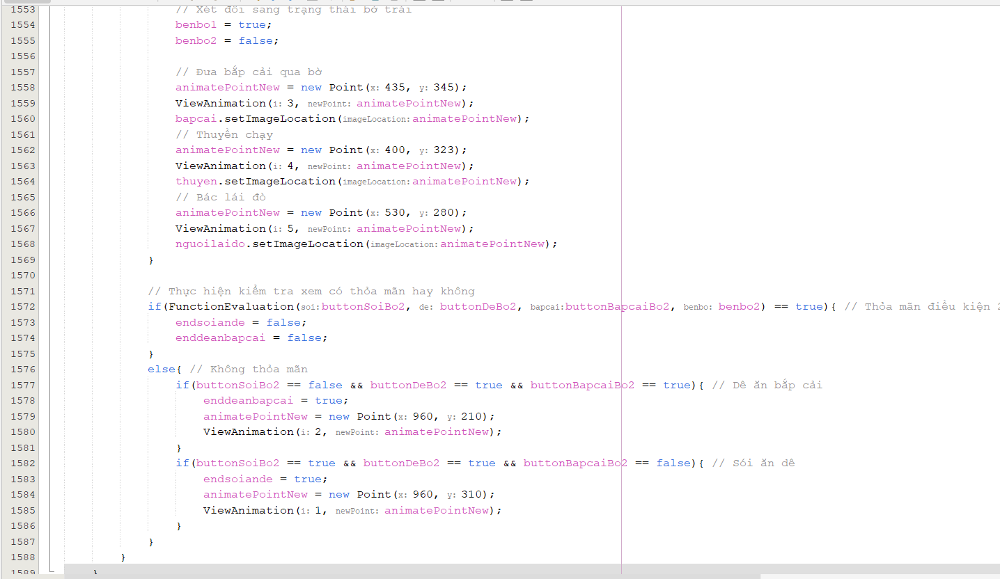 1553 // Xét đổi sang trạng thái bờ trái
1554 benbo1 = true;
1555 benbo2 = false;
1556
1557 // Đưa bắp cải qua bờ
1558 animatePointNew = new Point(x: 435, y: 345);
1559 ViewAnimation(i: 3, newPoint: animatePointNew);
1560 bapcai.setImageLocation(imageLocation: animatePointNew);
1561 // Thuyền chạy
1562 animatePointNew = new Point(x: 400, y: 323);
1563 ViewAnimation(i: 4, newPoint: animatePointNew);
1564 thuyen.setImageLocation(imageLocation: animatePointNew);
1565 // Bác lái đò
1566 animatePointNew = new Point(x: 530, y: 280);
1567 ViewAnimation(i: 5, newPoint: animatePointNew);
1568 nguoilaido.setImageLocation(imageLocation: animatePointNew);
1569 }
1570
1571 // Thực hiện kiểm tra xem có thỏa mãn hay không
1572 if(FunctionEvaluation(soi: buttonSoiBo2, de: buttonDeBo2, bapcai: buttonBapcaiBo2, benbo: benbo2) == true){ // Thỏa mãn điều kiện
1573 endsoiande = false;
1574 enddeanbapcai = false;
1575 }
1576 else{ // Không thỏa mãn
1577 if(buttonSoiBo2 == false && buttonDeBo2 == true && buttonBapcaiBo2 == true){ // Dê ăn bắp cải
1578 enddeanbapcai = true;
1579 animatePointNew = new Point(x: 960, y: 210);
1580 ViewAnimation(i: 2, newPoint: animatePointNew);
1581 }
1582 if(buttonSoiBo2 == true && buttonDeBo2 == true && buttonBapcaiBo2 == false){ // Sói ăn dê
1583 endsoiande = true;
1584 animatePointNew = new Point(x: 960, y: 310);
1585 ViewAnimation(i: 1, newPoint: animatePointNew);
1586 }
1587 }
1588 }
1589 }